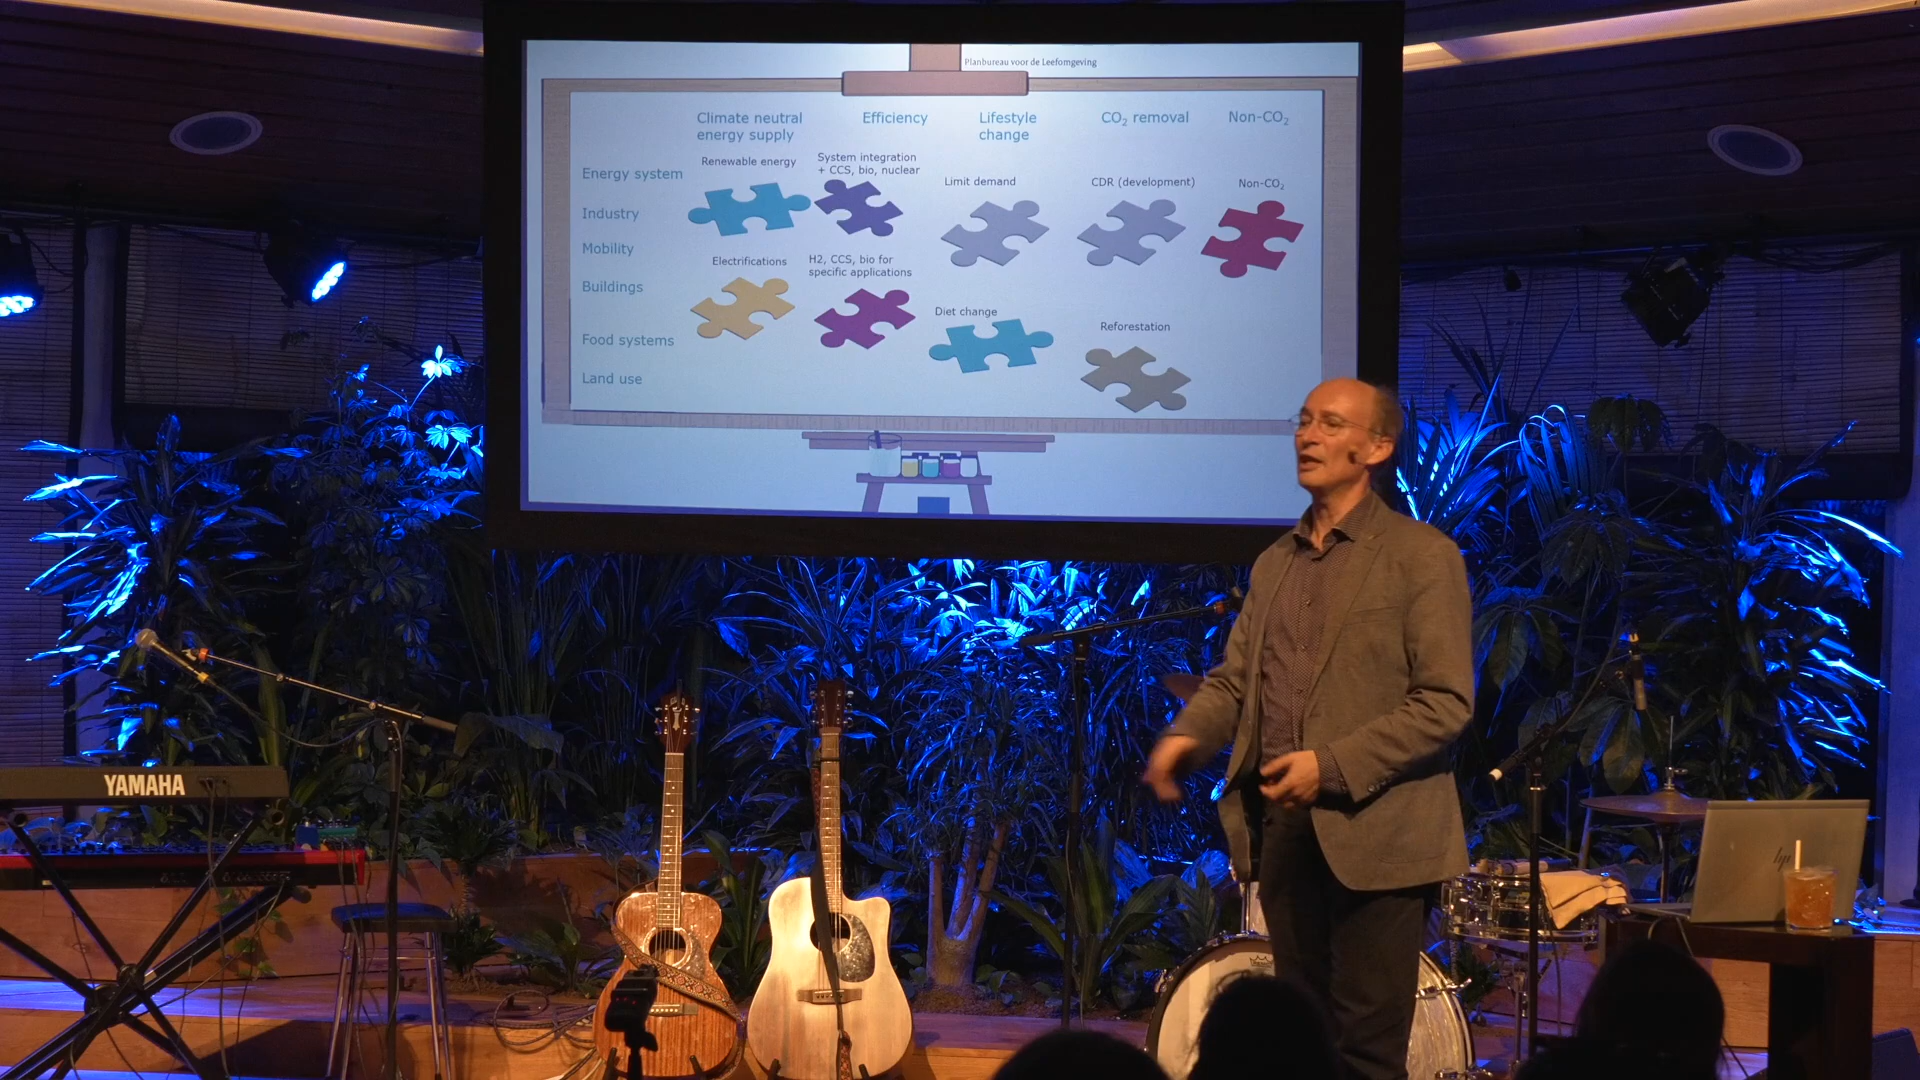 Planbureau voor de Leefomgeving
Climate neutral
energy supply
Efficiency
Lifestyle
change
CO₂ removal
Non-CO₂
Energy system
Industry
Mobility
Buildings
Food systems
Land use
Renewable energy
System integration
+ CCS, bio, nuclear
Limit demand
CDR (development)
Non-CO₂
Electrifications
H2, CCS, bio for
specific applications
Diet change
Reforestation
YAMAHA
hp